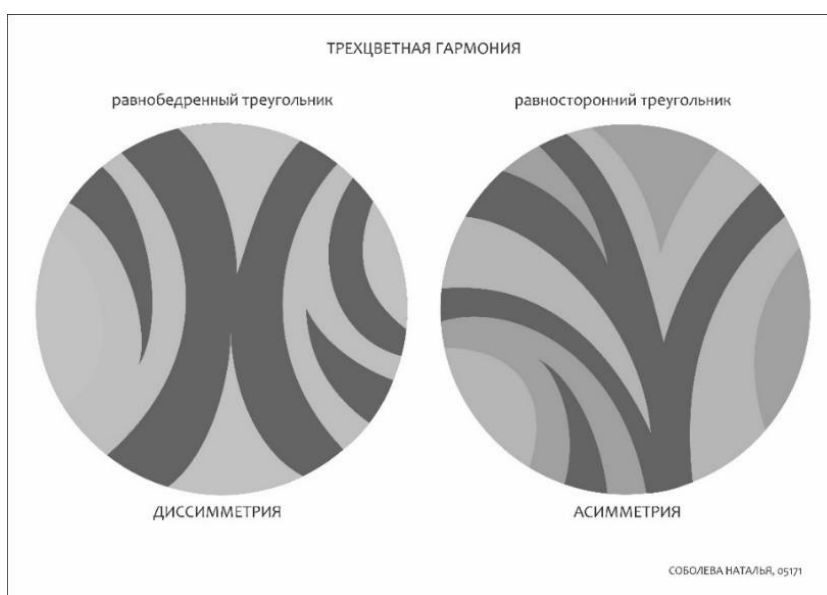 ТРЕХЦВЕТНАЯ ГАРМОНИЯ
равнобедренный треугольник
равносторонний треугольник
ДИССИММЕТРИЯ
АСИММЕТРИЯ
СОБОЛЕВА НАТАЛЬЯ, 05171